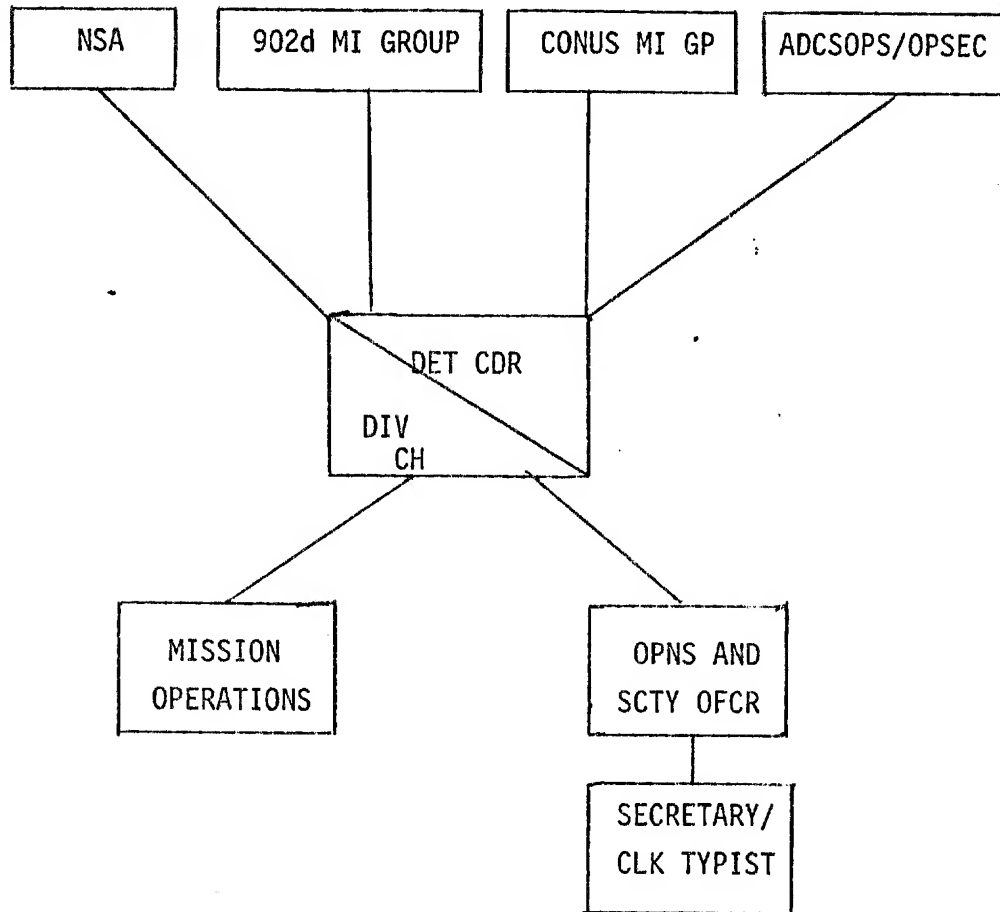 NSA
902d MI GROUP
CONUS MI GP
ADCSOPS/OPSEC
DET CDR
DIV
CH
MISSION
OPERATIONS
OPNS AND
SCTY OFCR
SECRETARY/
CLK TYPIST